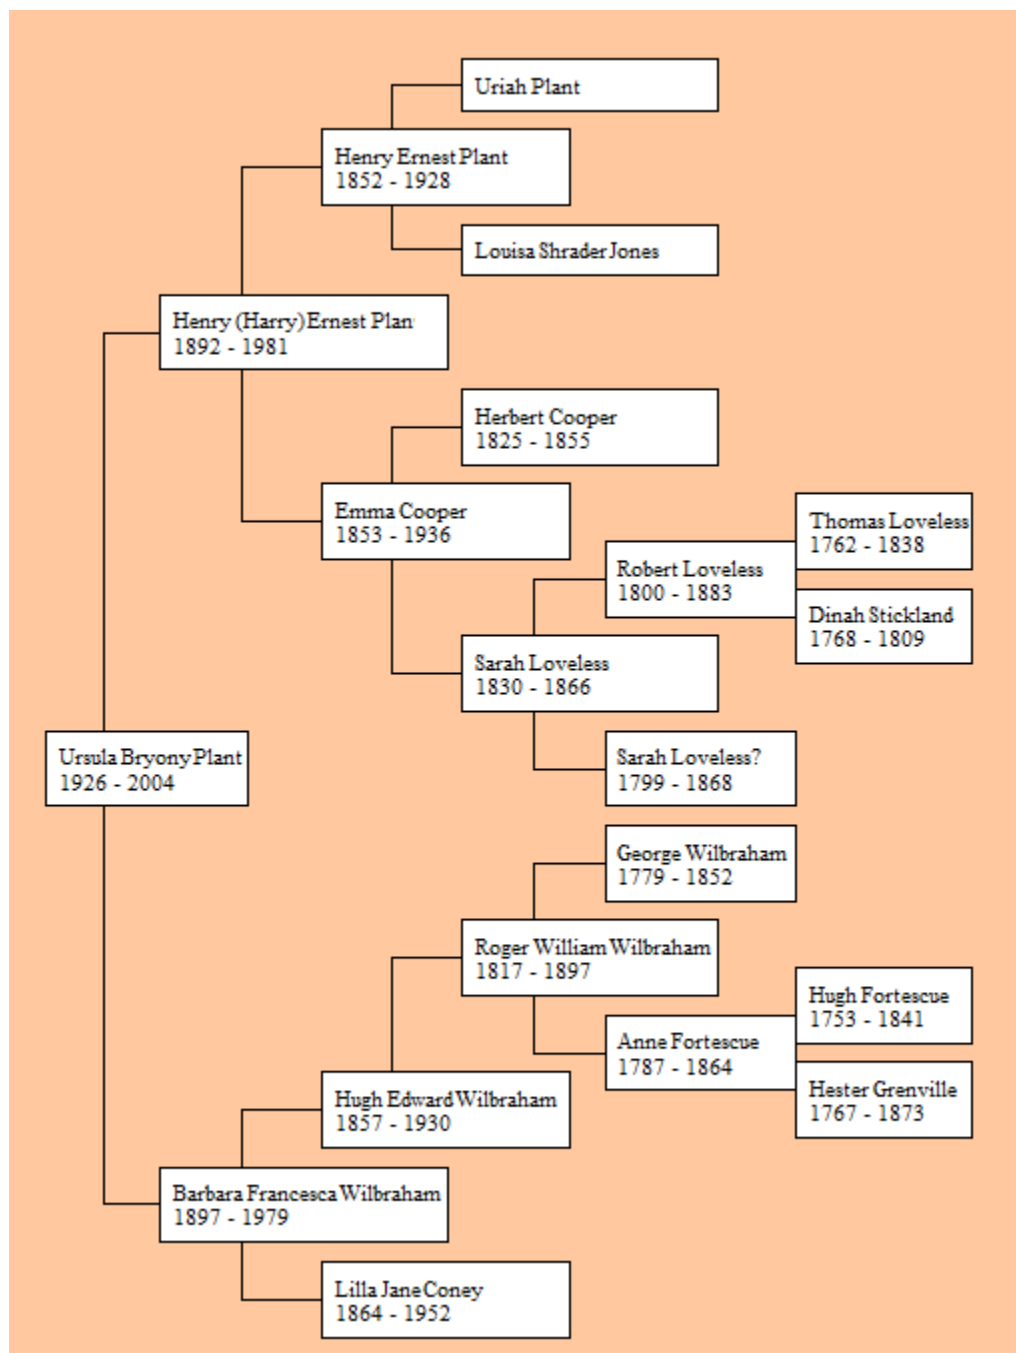 Uriah Plant
Henry Ernest Plant
1852 - 1928
Louisa Shrader Jones
Henry (Harry) Ernest Plan
1892 - 1981
Herbert Cooper
1825 - 1855
Emma Cooper
1853 - 1936
Thomas Loveless
1762 - 1838
Robert Loveless
1800 - 1883
Dinah Stickland
1768 - 1809
Sarah Loveless
1830 - 1866
Ursula Bryony Plant
1926 - 2004
Sarah Loveless?
1799 - 1868
George Wilbraham
1779 - 1852
Roger William Wilbraham
1817 - 1897
Hugh Fortescue
1753 - 1841
Anne Fortescue
1787 - 1864
Hester Grenville
1767 - 1873
Hugh Edward Wilbraham
1857 - 1930
Barbara Francesca Wilbraham
1897 - 1979
Lilla Jane Coney
1864 - 1952